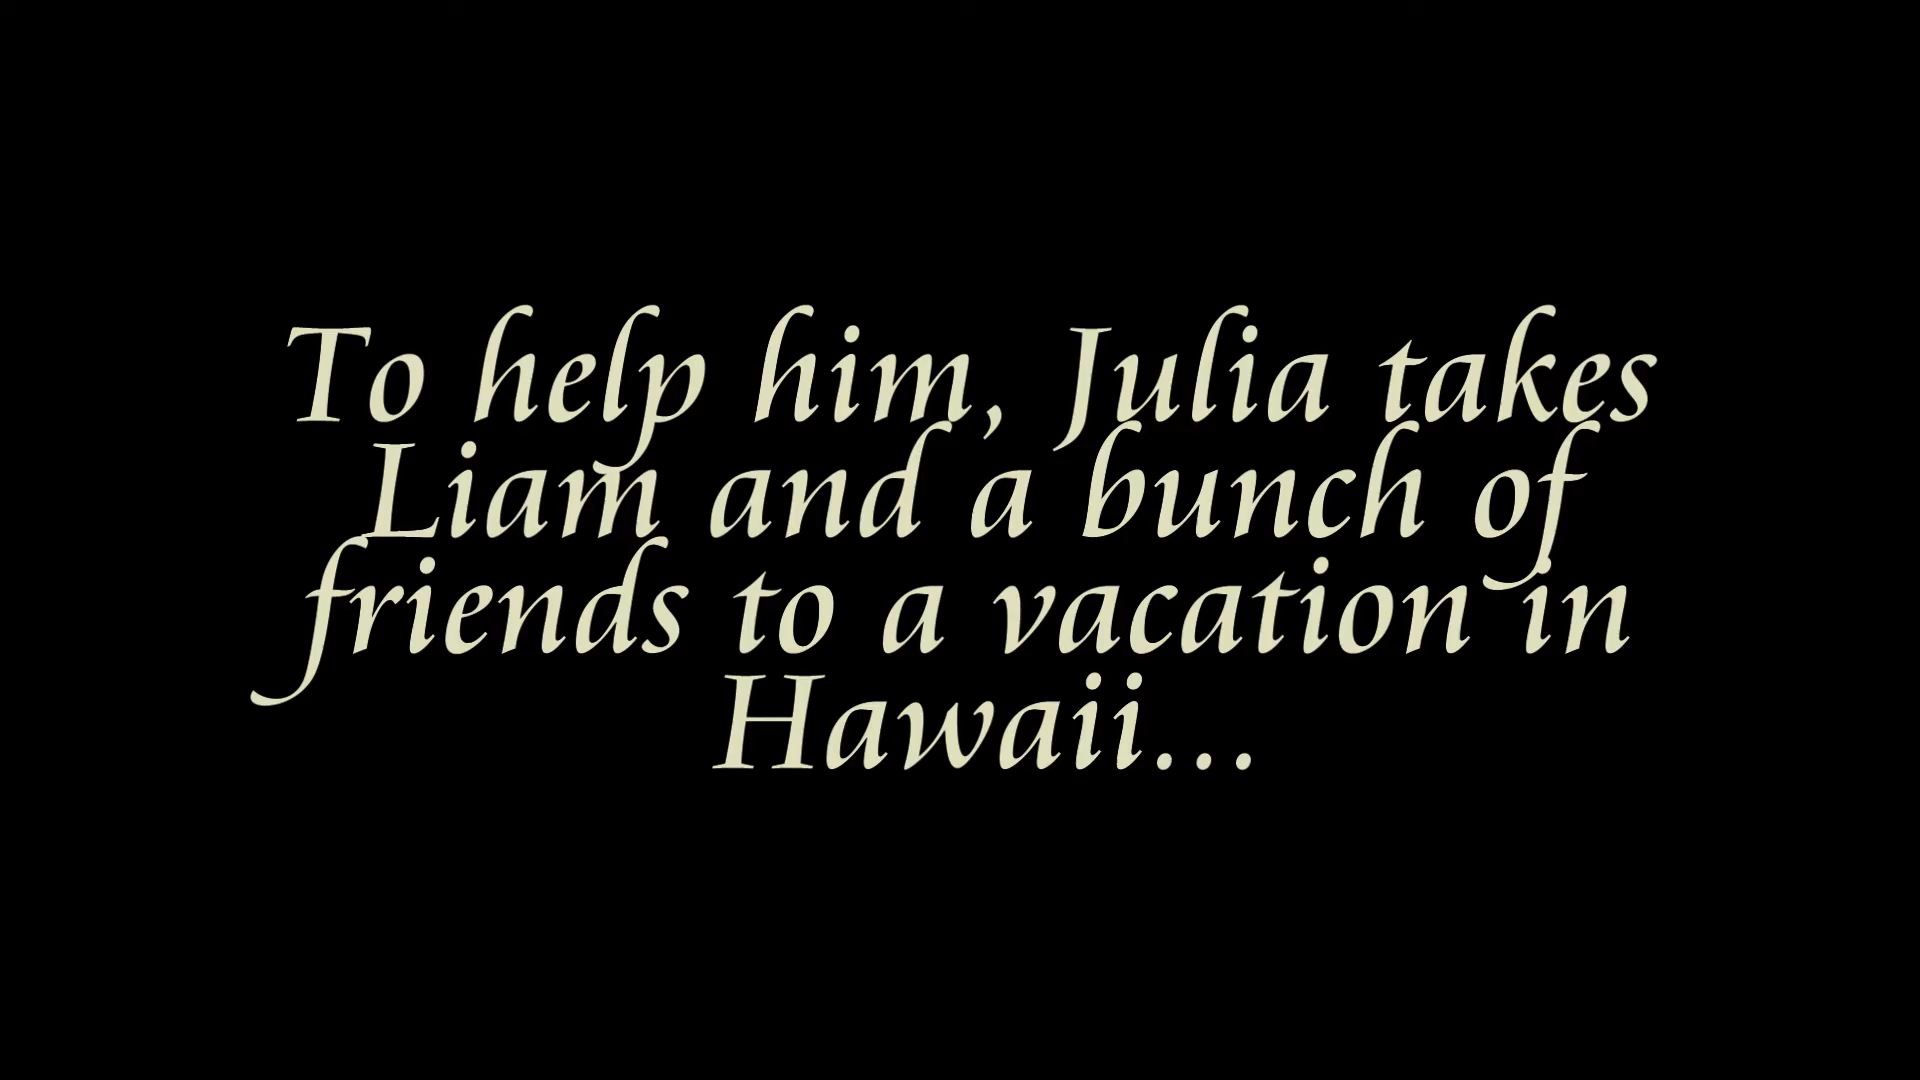 To help him, Julia takes
Liam and a bunch of
friends to a vacation in
Hawaii...